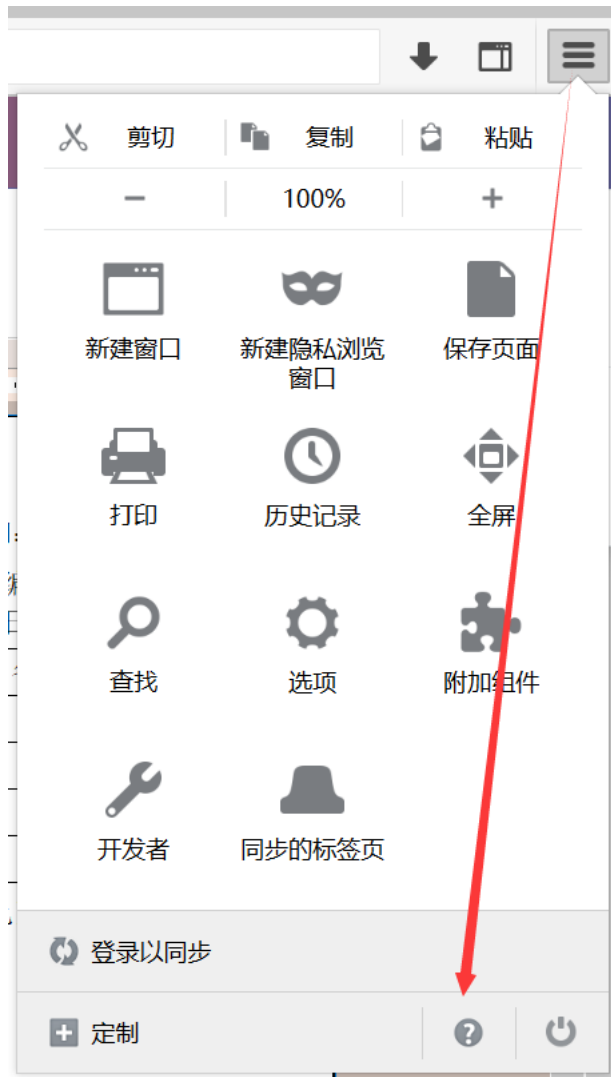 剪切 复制 粘贴
− 100% +
新建窗口 新建隐私浏览 保存页面
窗口
打印 历史记录 全屏
查找 选项 附加组件
开发者 同步的标签页
登录以同步
定制